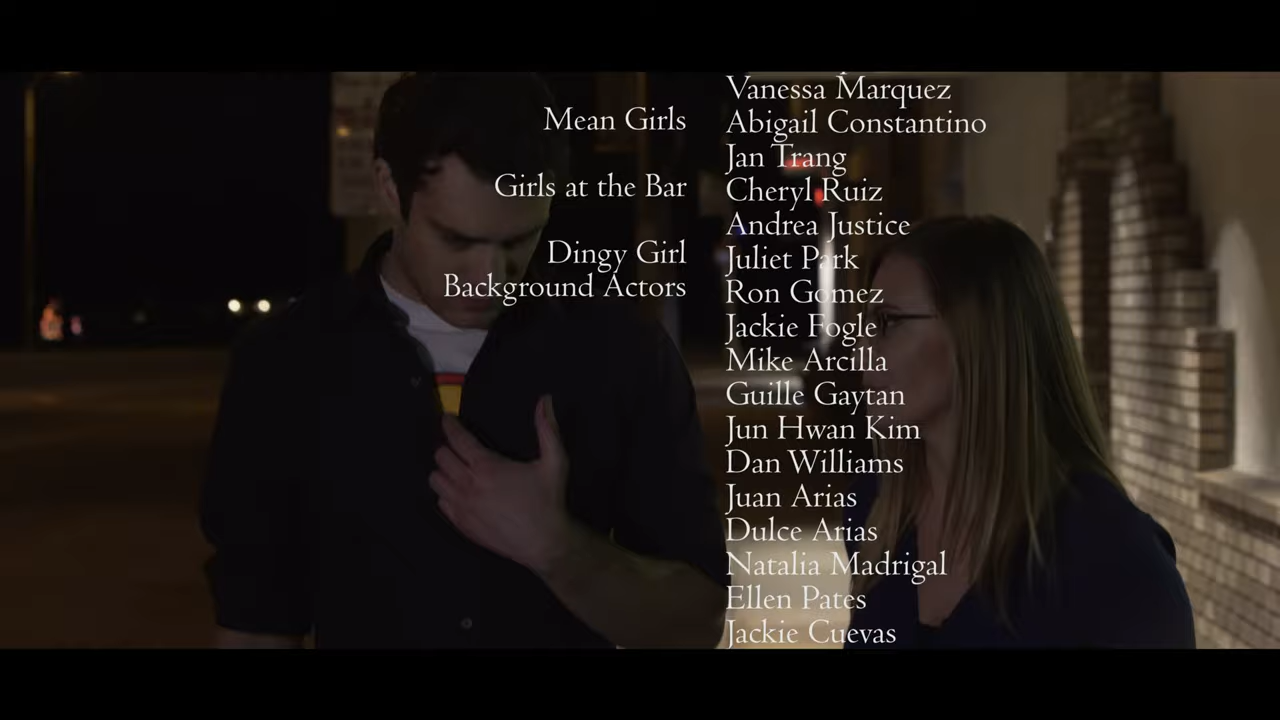 Vanessa Marquez
Mean Girls Abigail Constantino
Jan Trang
Girls at the Bar Cheryl Ruiz
Andrea Justice
Dingy Girl Juliet Park
Background Actors Ron Gomez
Jackie Fogle
Mike Arcilla
Guille Gaytan
Jun Hwan Kim
Dan Williams
Juan Arias
Dulce Arias
Natalia Madrigal
Ellen Pates
Jackie Cuevas